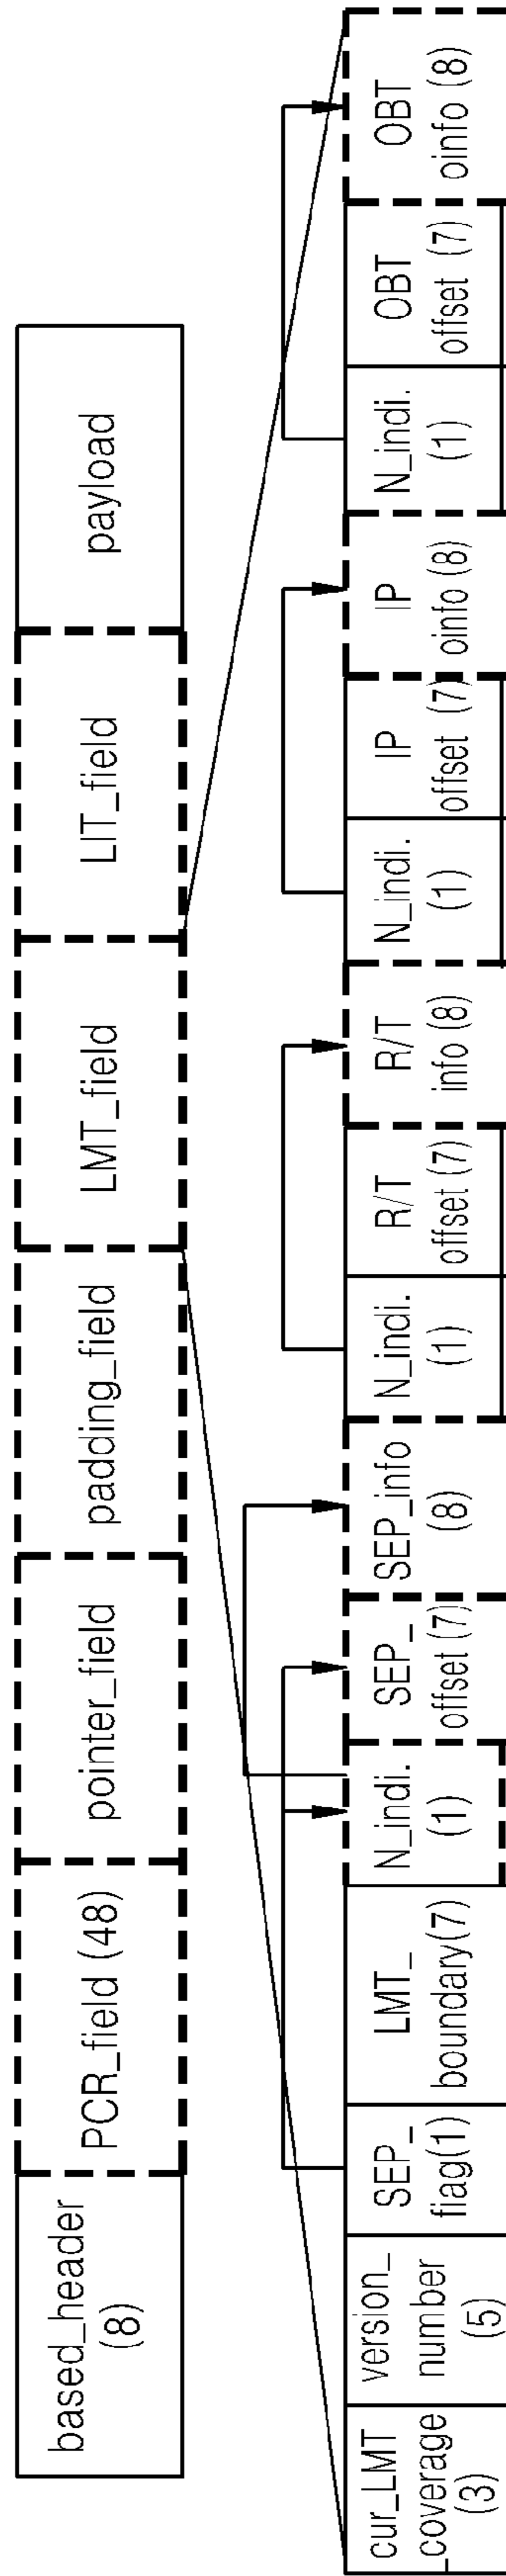 based_header
(8)
PCR_field (48)
pointer_field
padding_field
LMT_field
LIT_field
payload
cur_LMT
_coverage
(3)
version_
number
(5)
SEP_
flag(1)
LMT_
boundary(7)
N_indi.
(1)
SEP_
offset (7)
SEP_info
(8)
N_indi.
(1)
R/T
offset (7)
R/T
info (8)
N_indi.
(1)
IP
offset (7)
IP
oinfo (8)
N_indi.
(1)
OBT
offset (7)
OBT
oinfo (8)